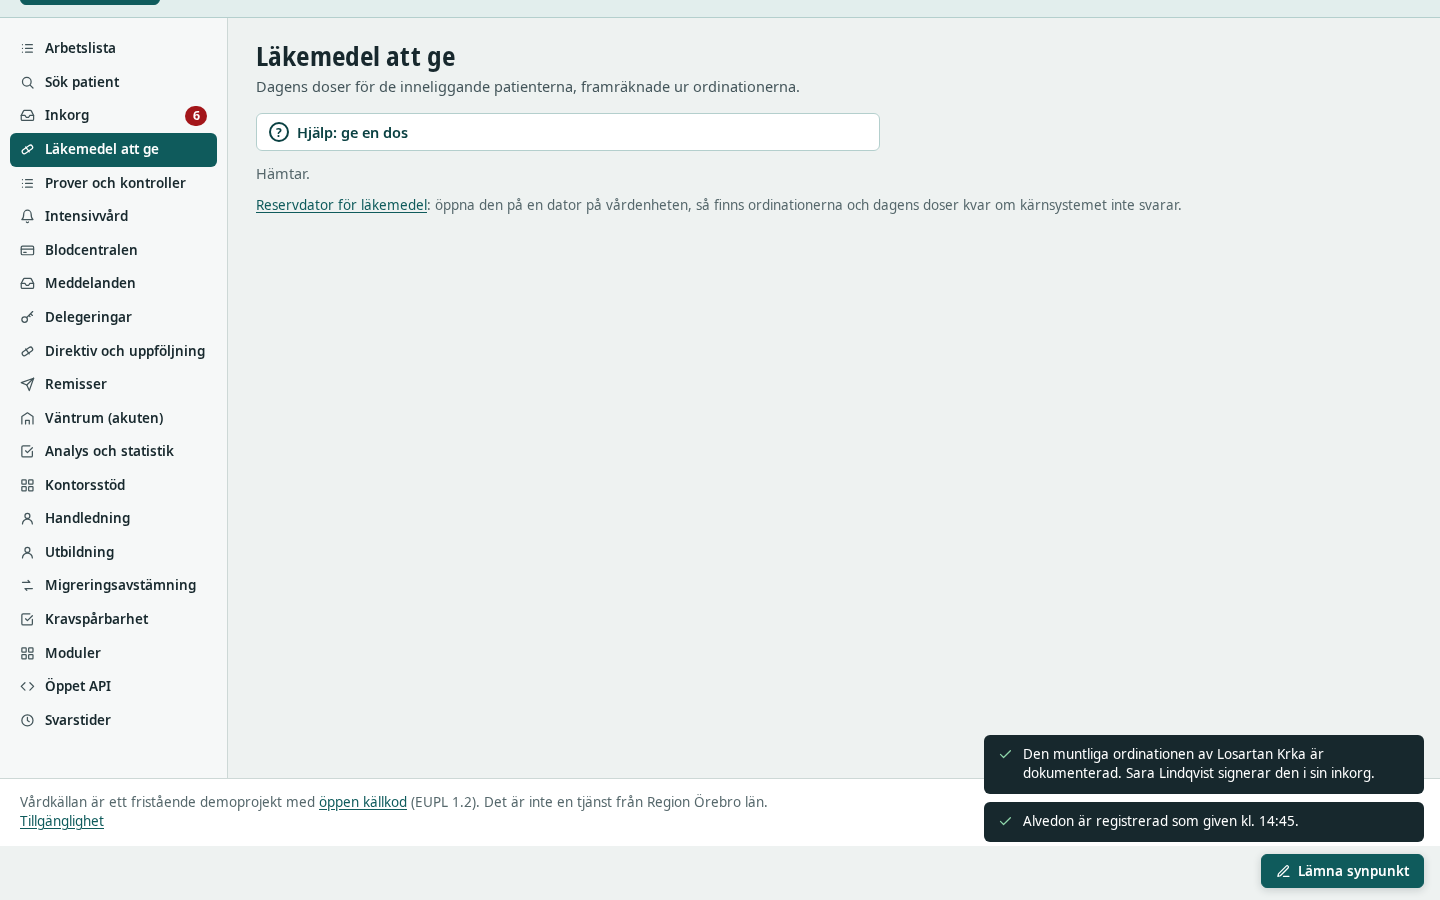 Arbetslista
Sök patient
Inkorg
6
Läkemedel att ge
Prover och kontroller
Intensivvård
Blodcentralen
Meddelanden
Delegeringar
Direktiv och uppföljning
Remisser
Väntrum (akuten)
Analys och statistik
Kontorsstöd
Handledning
Utbildning
Migreringsavstämning
Kravspårbarhet
Moduler
Öppet API
Svarstider
Läkemedel att ge
Dagens doser för de inneliggande patienterna, framräknade ur ordinationerna.
? Hjälp: ge en dos
Hämtar.
Reservdator för läkemedel: öppna den på en dator på vårdenheten, så finns ordinationerna och dagens doser kvar om kärnsystemet inte svarar.
Den muntliga ordinationen av Losartan Krka är
dokumenterad. Sara Lindqvist signerar den i sin inkorg.
Alvedon är registrerad som given kl. 14:45.
Vårdkällan är ett fristående demoprojekt med öppen källkod (EUPL 1.2). Det är inte en tjänst från Region Örebro län.
Tillgänglighet
Lämna synpunkt